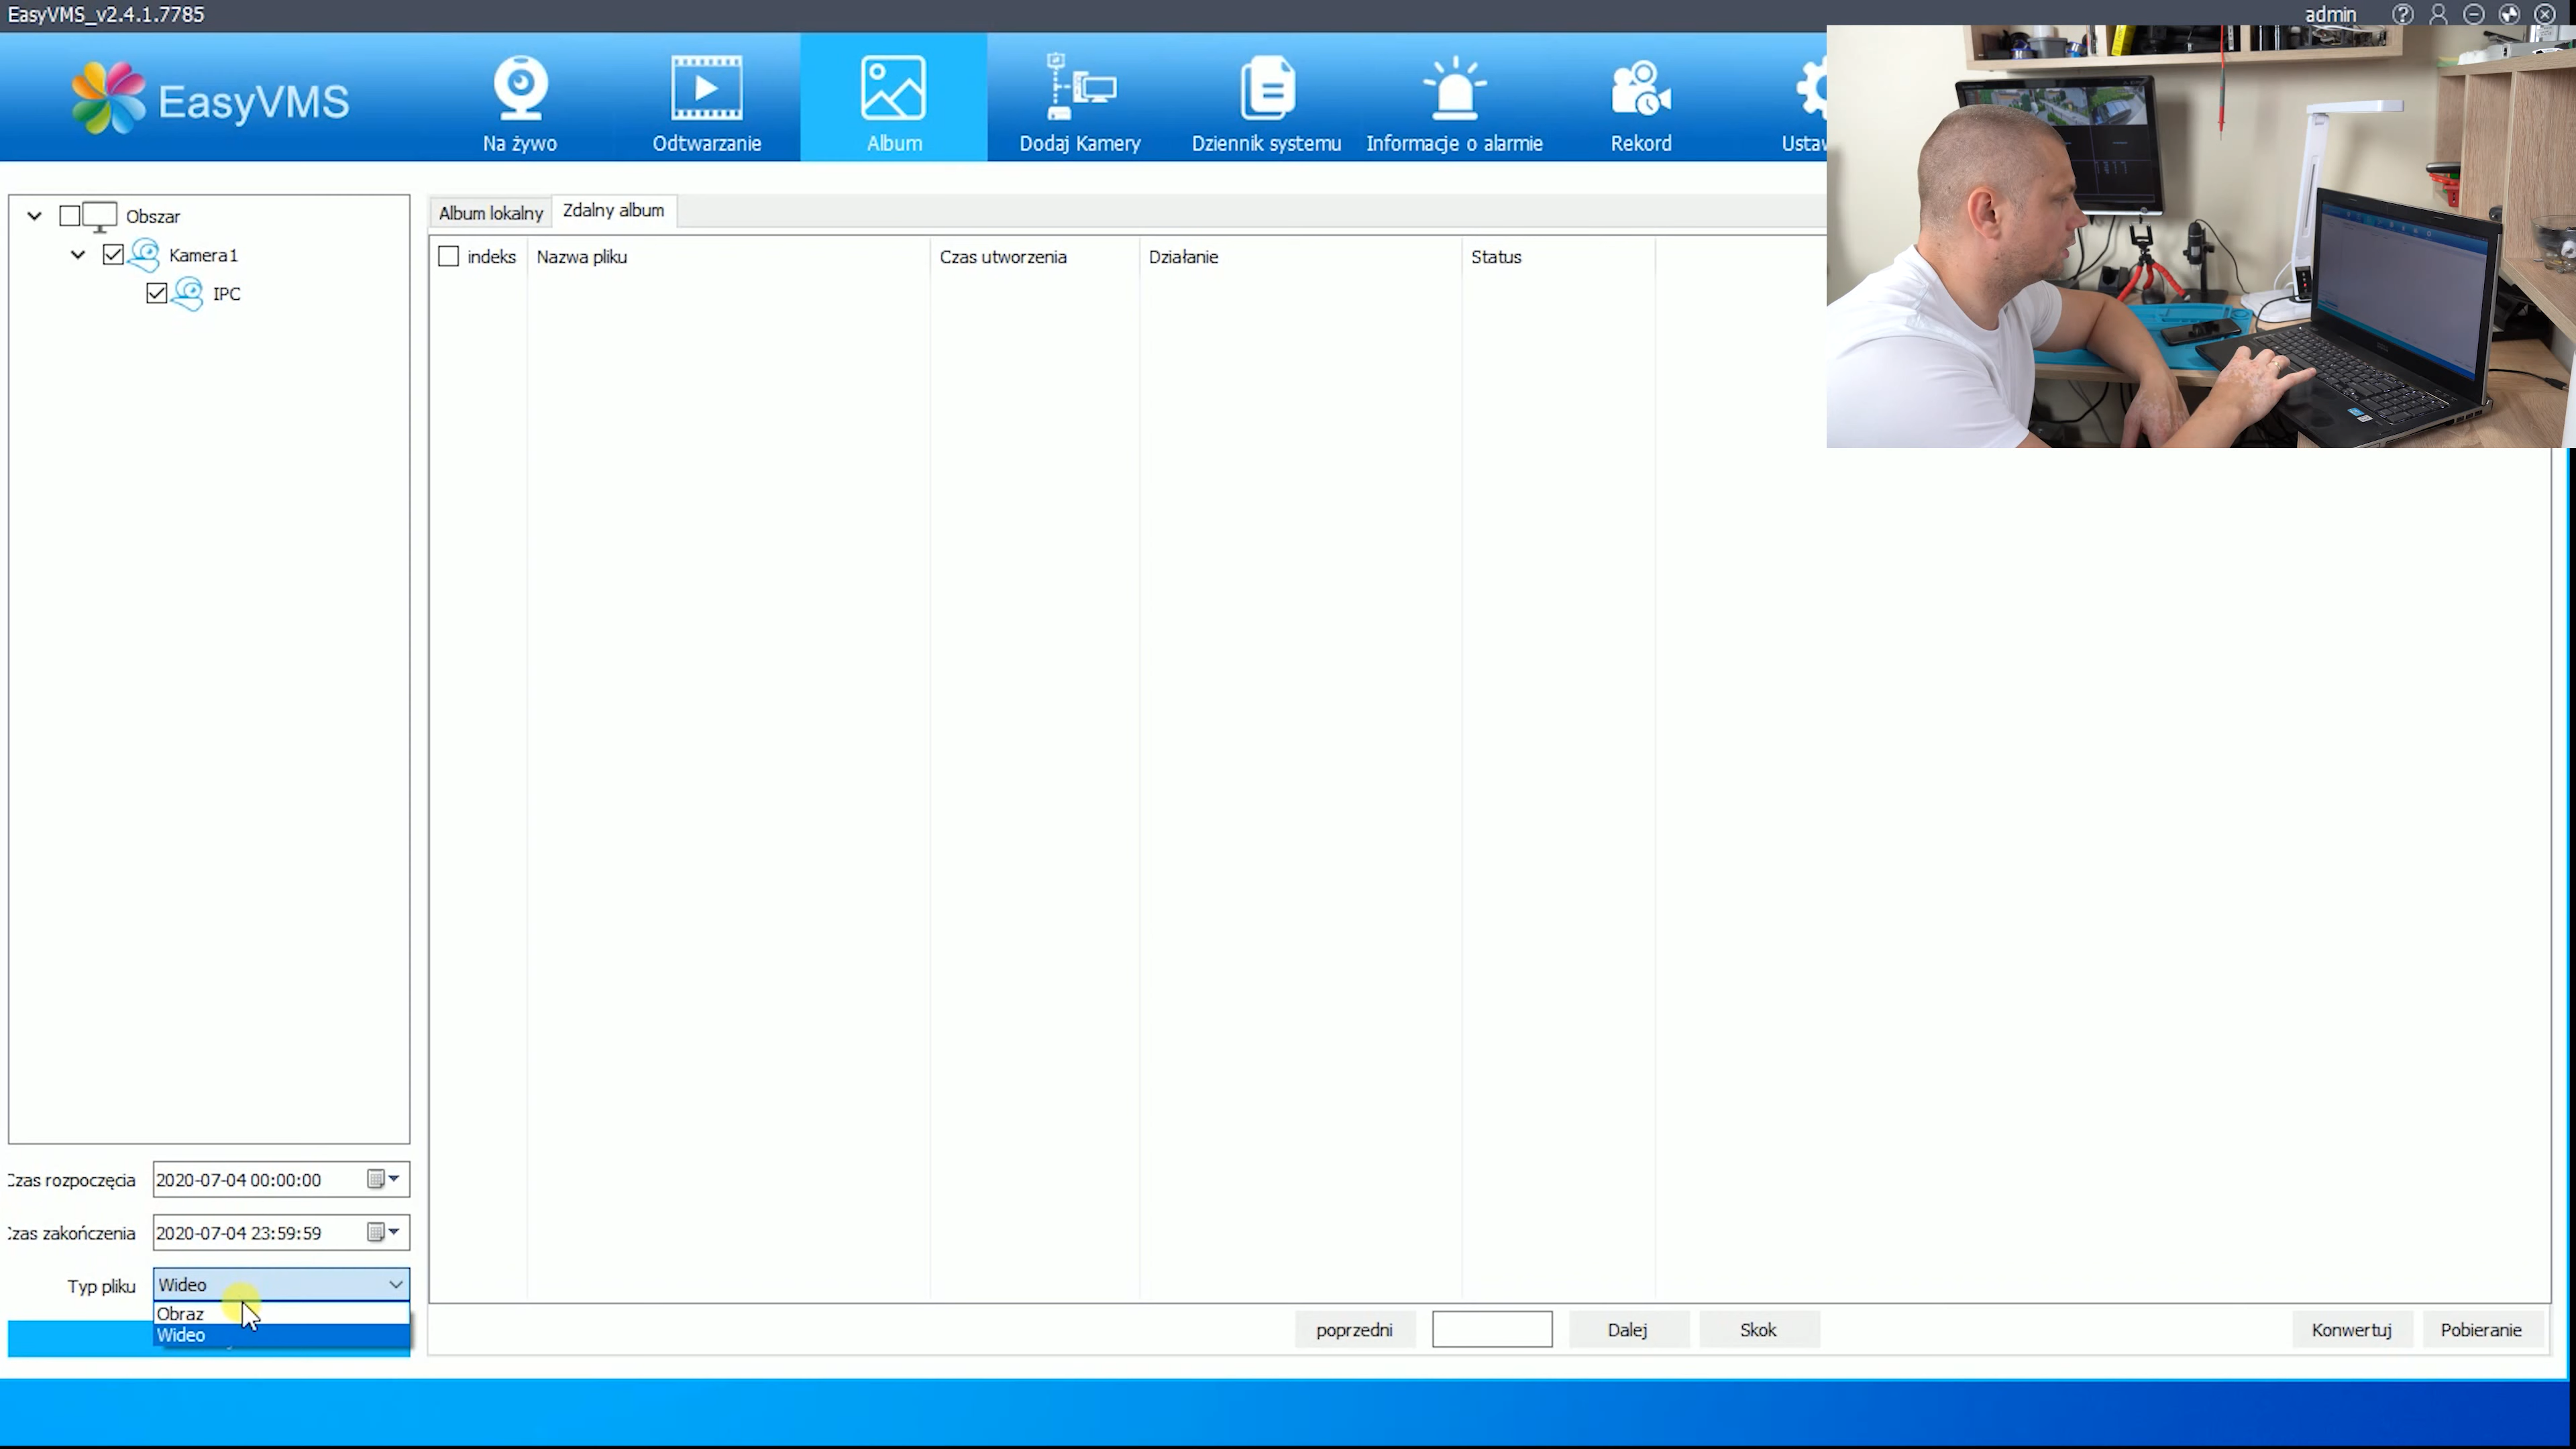 EasyVMS_v2.4.1.7785
admin
EasyVMS
Na żywo
Odtwarzanie
Album
Dodaj Kamery
Dziennik systemu
Informacje o alarmie
Rekord
Obszar
Kamera1
IPC
Album lokalny
Zdalny album
indeks
Nazwa pliku
Czas utworzenia
Działanie
Status
Czas rozpoczęcia
2020-07-04 00:00:00
Czas zakończenia
2020-07-04 23:59:59
Typ pliku
Wideo
Obraz
Wideo
poprzedni
Dalej
Skok
Konwertuj
Pobieranie